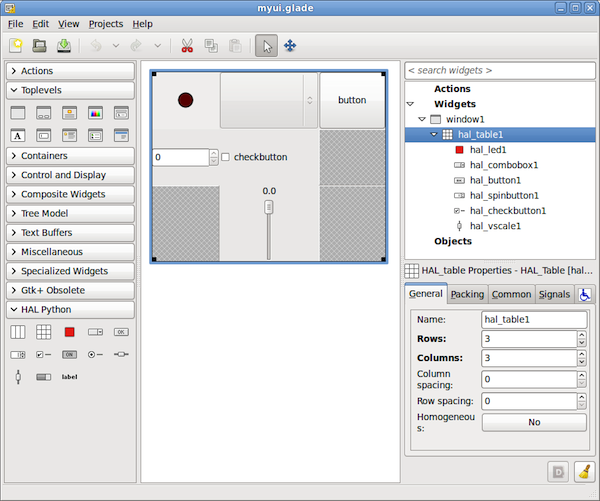 myui.glade
File Edit View Projects Help
Actions
Toplevels
Containers
Control and Display
Composite Widgets
Tree Model
Text Buffers
Miscellaneous
Specialized Widgets
Gtk+ Obsolete
HAL Python
OK
ON
label
button
0
checkbutton
0.0
< search widgets >
Actions
Widgets
window1
hal_table1
hal_led1
hal_combobox1
hal_button1
hal_spinbutton1
hal_checkbutton1
hal_vscale1
Objects
HAL_table Properties - HAL_Table [hal...
General Packing Common Signals
Name: hal_table1
Rows: 3
Columns: 3
Column
spacing: 0
Row spacing: 0
Homogeneou
s: No